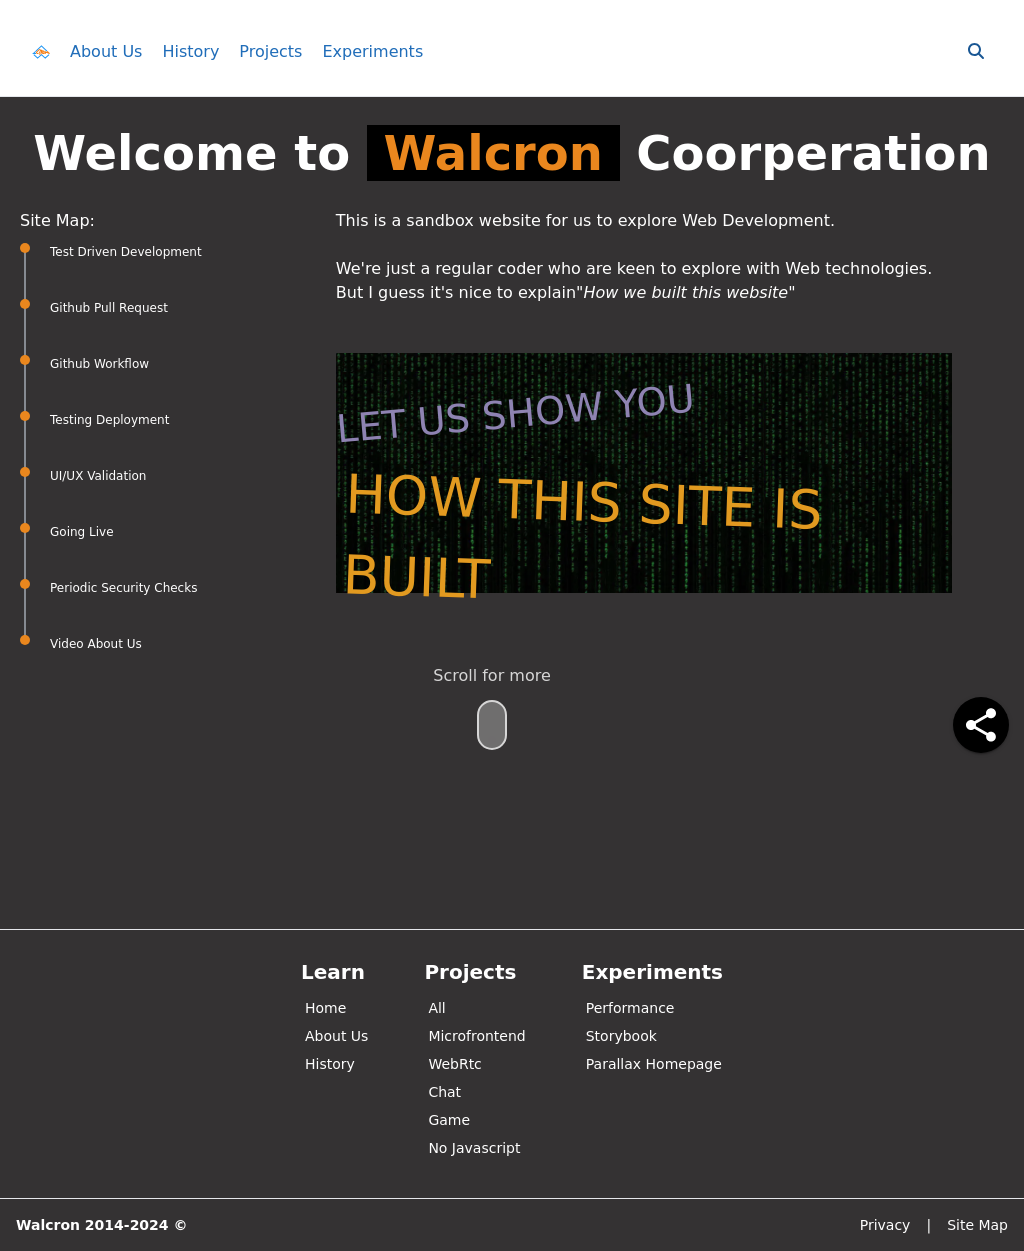 About Us History Projects Experiments
Welcome to Walcron Coorperation
Site Map:
Test Driven Development
Github Pull Request
Github Workflow
Testing Deployment
UI/UX Validation
Going Live
Periodic Security Checks
Video About Us
This is a sandbox website for us to explore Web Development.
We're just a regular coder who are keen to explore with Web technologies.
But I guess it's nice to explain"How we built this website"
LET US SHOW YOU
HOW THIS SITE IS
BUILT
Scroll for more
Learn
Home
About Us
History
Projects
All
Microfrontend
WebRtc
Chat
Game
No Javascript
Experiments
Performance
Storybook
Parallax Homepage
Walcron 2014-2024 ©
Privacy | Site Map